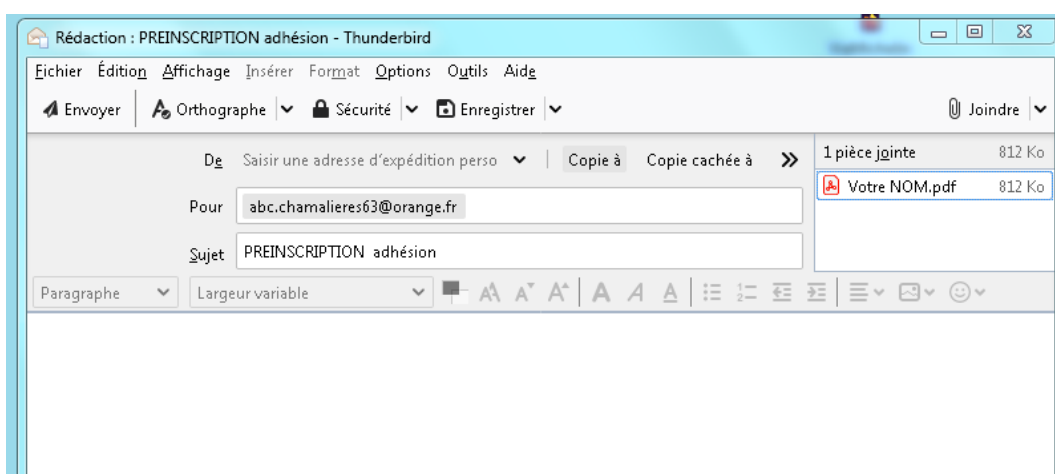 Rédaction : PREINSCRIPTION adhésion - Thunderbird
Fichier Édition Affichage Insérer Format Options Outils Aide
Envoyer Orthographe Sécurité Enregistrer Joindre
De Saisir une adresse d'expédition perso Copie à Copie cachée à
1 pièce jointe 812 Ko
Votre NOM.pdf 812 Ko
Pour abc.chamalieres63@orange.fr
Sujet PREINSCRIPTION adhésion
Paragraphe Largeur variable